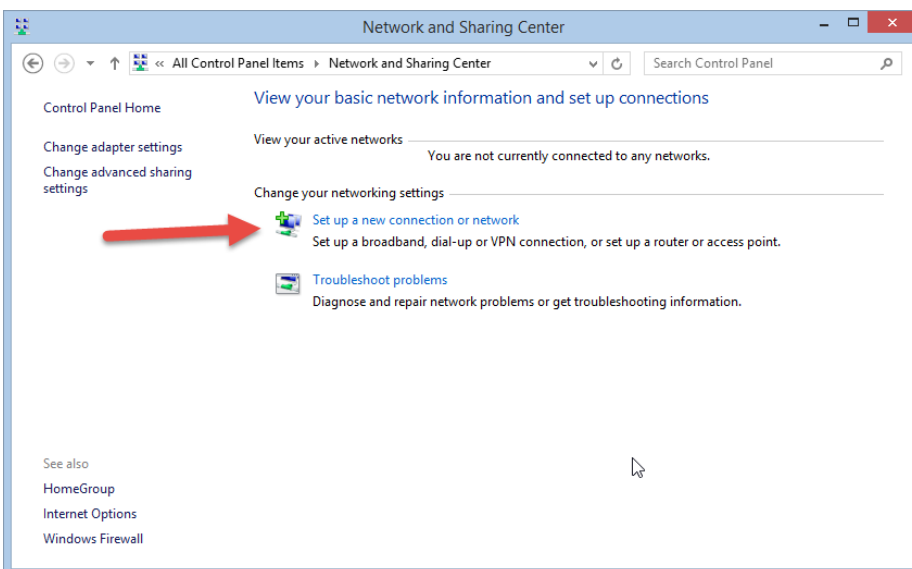 Network and Sharing Center
« All Control Panel Items Network and Sharing Center
Search Control Panel
Control Panel Home
Change adapter settings
Change advanced sharing
settings
View your basic network information and set up connections
View your active networks
You are not currently connected to any networks.
Change your networking settings
Set up a new connection or network
Set up a broadband, dial-up or VPN connection, or set up a router or access point.
Troubleshoot problems
Diagnose and repair network problems or get troubleshooting information.
See also
HomeGroup
Internet Options
Windows Firewall